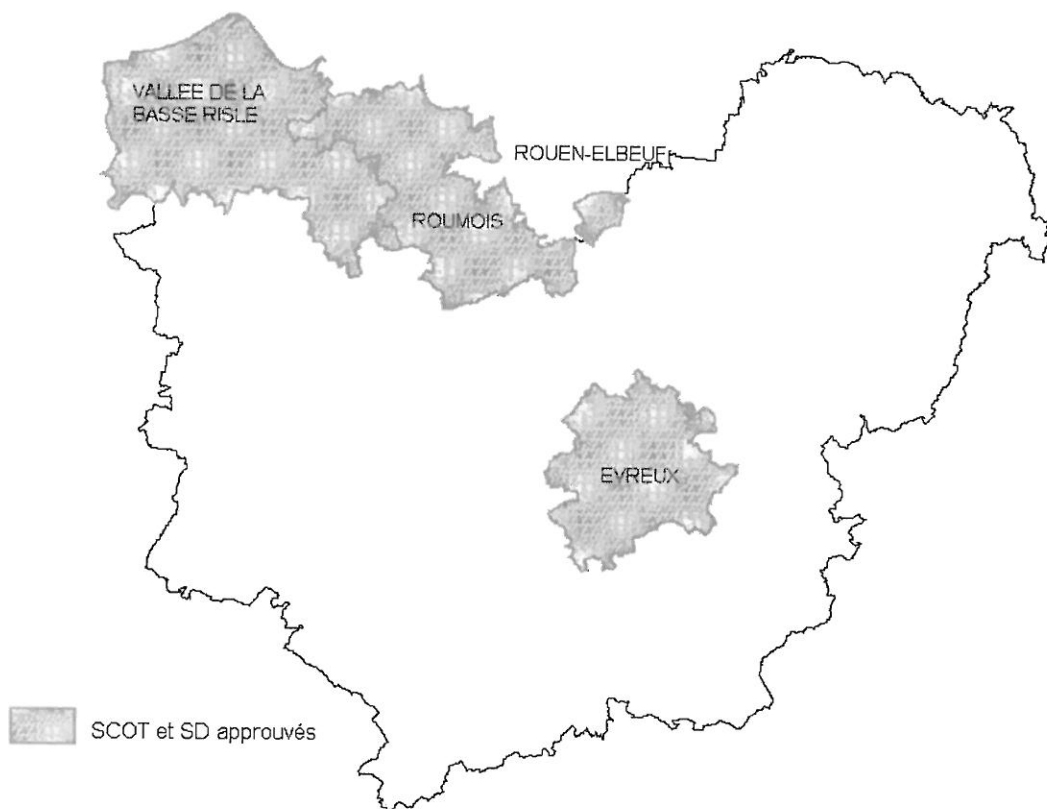 VALLEE DE LA
BASSE RISLE
ROUEN-ELBEUF
ROUMOIS
EVREUX
SCOT et SD approuvés